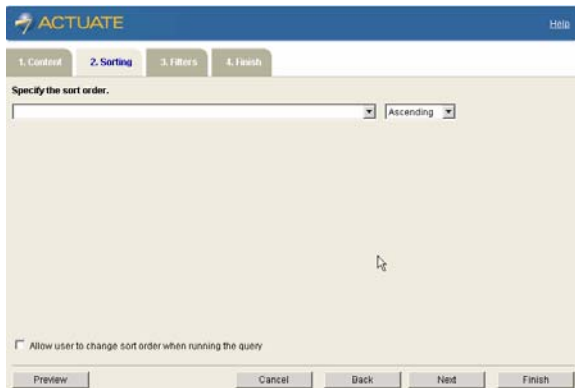 ACTUATE
Help
1. Content 2. Sorting 3. Filters 4. Finish
Specify the sort order.
Ascending
Allow user to change sort order when running the query
Preview Cancel Back Next Finish